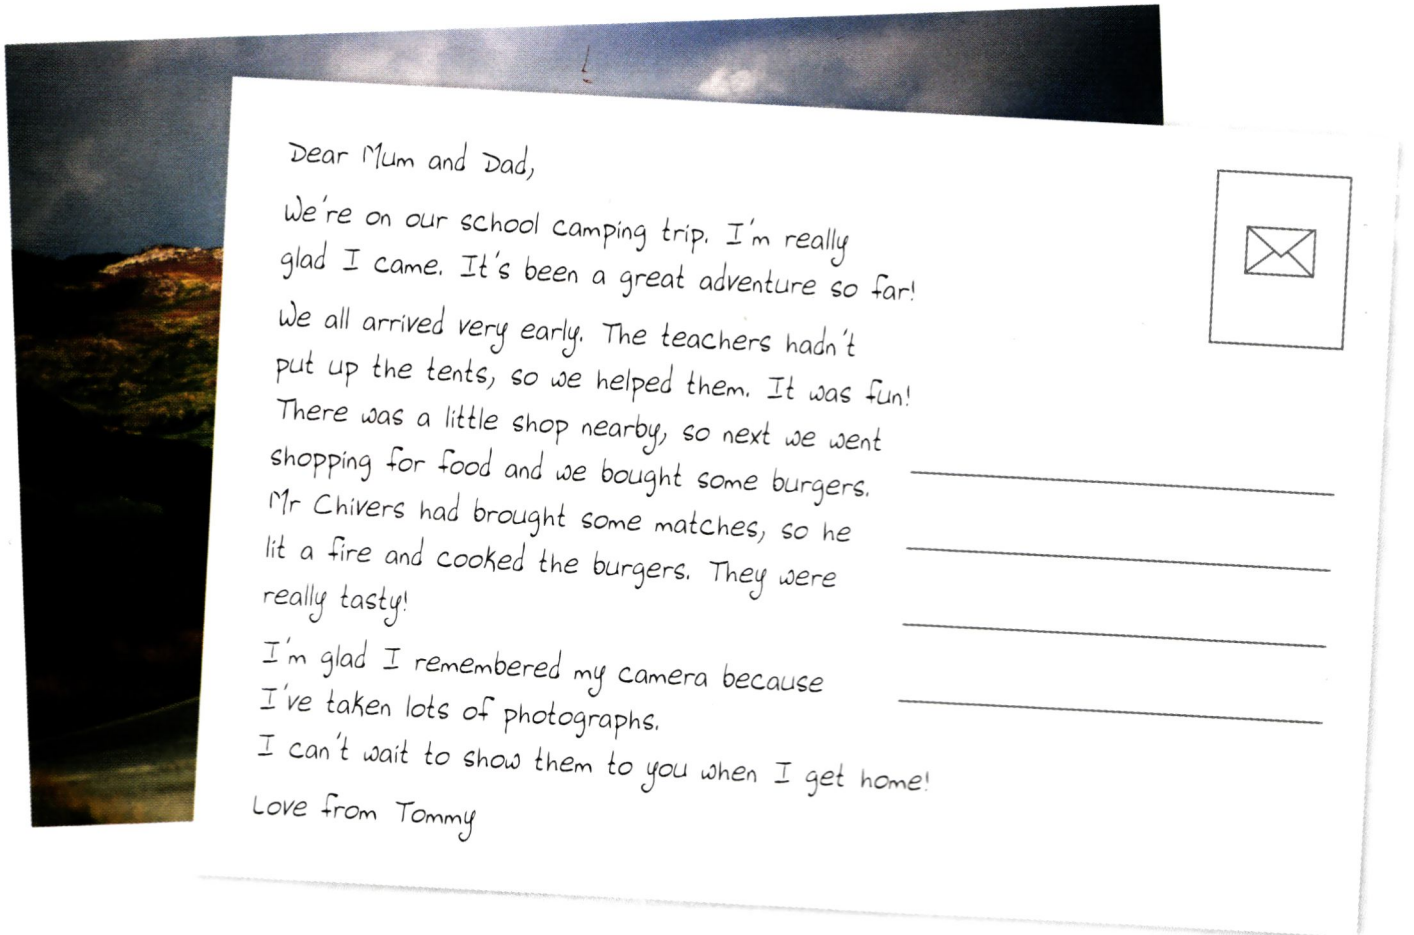 Dear Mum and Dad,
We're on our school camping trip. I'm really
glad I came. It's been a great adventure so far!
We all arrived very early. The teachers hadn't
put up the tents, so we helped them. It was fun!
There was a little shop nearby, so next we went
shopping for food and we bought some burgers.
Mr Chivers had brought some matches, so he
lit a fire and cooked the burgers. They were
really tasty!
I'm glad I remembered my camera because
I've taken lots of photographs.
I can't wait to show them to you when I get home!
Love from Tommy